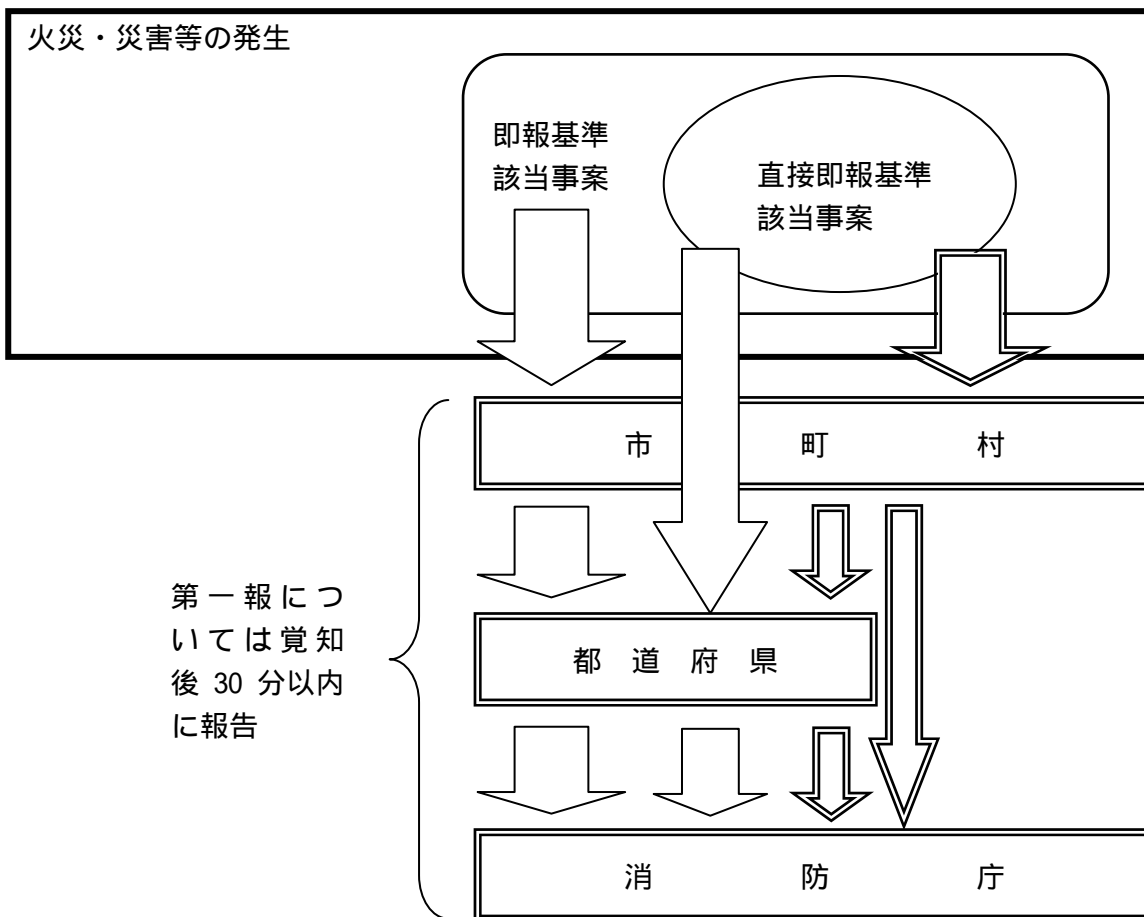 火災・災害等の発生
即報基準
該当事案
直接即報基準
該当事案
市町村
第一報につ
いては覚知
後 30 分以内
に報告
都道府県
消防庁